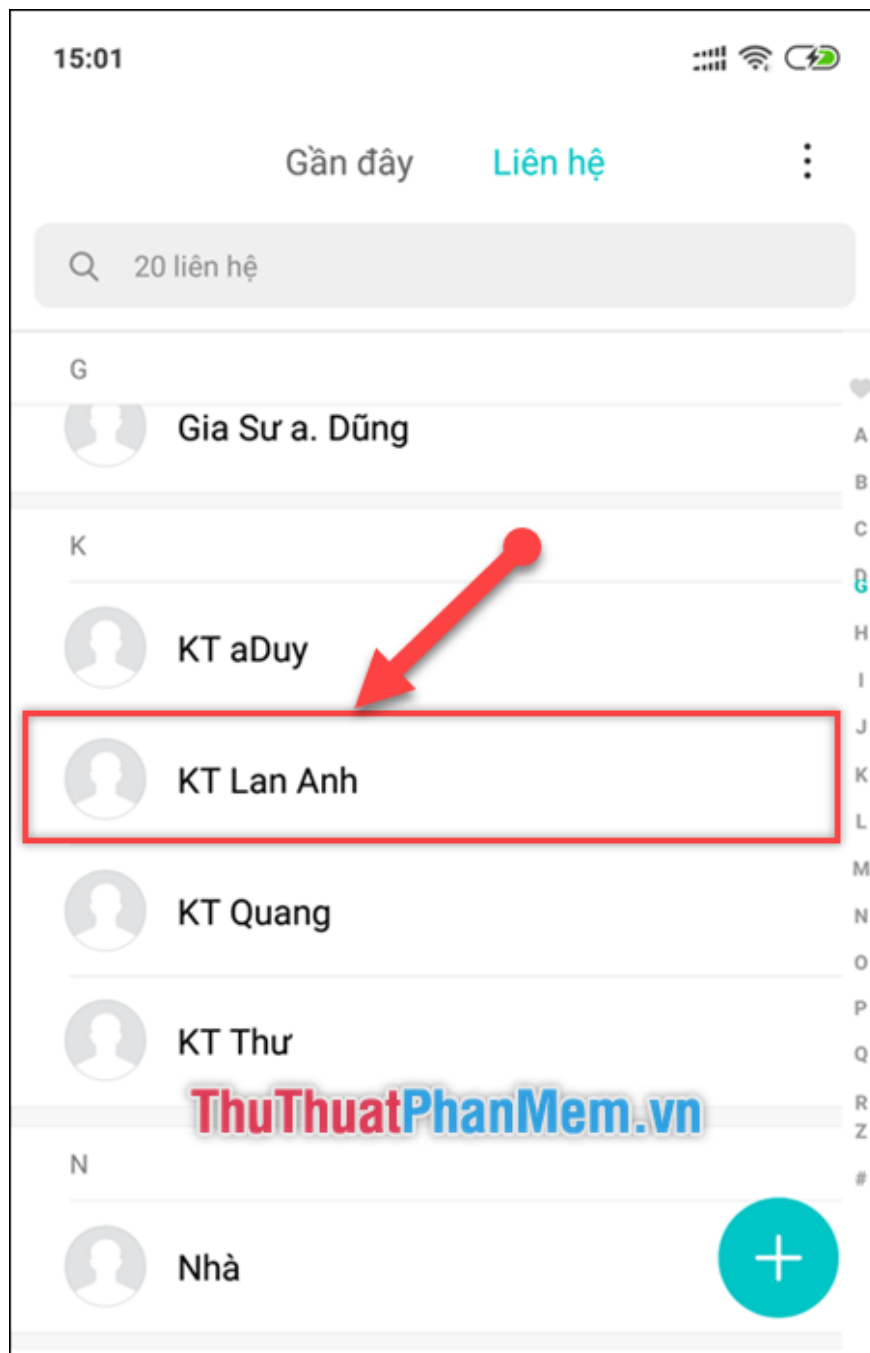 15:01
Gần đây Liên hệ
20 liên hệ
G
Gia Sư a. Dũng
K
KT aDuy
KT Lan Anh
KT Quang
KT Thư
ThuThuatPhanMem.vn
N
Nhà
A
B
C
D
G
H
I
J
K
L
M
N
O
P
Q
R
Z
#